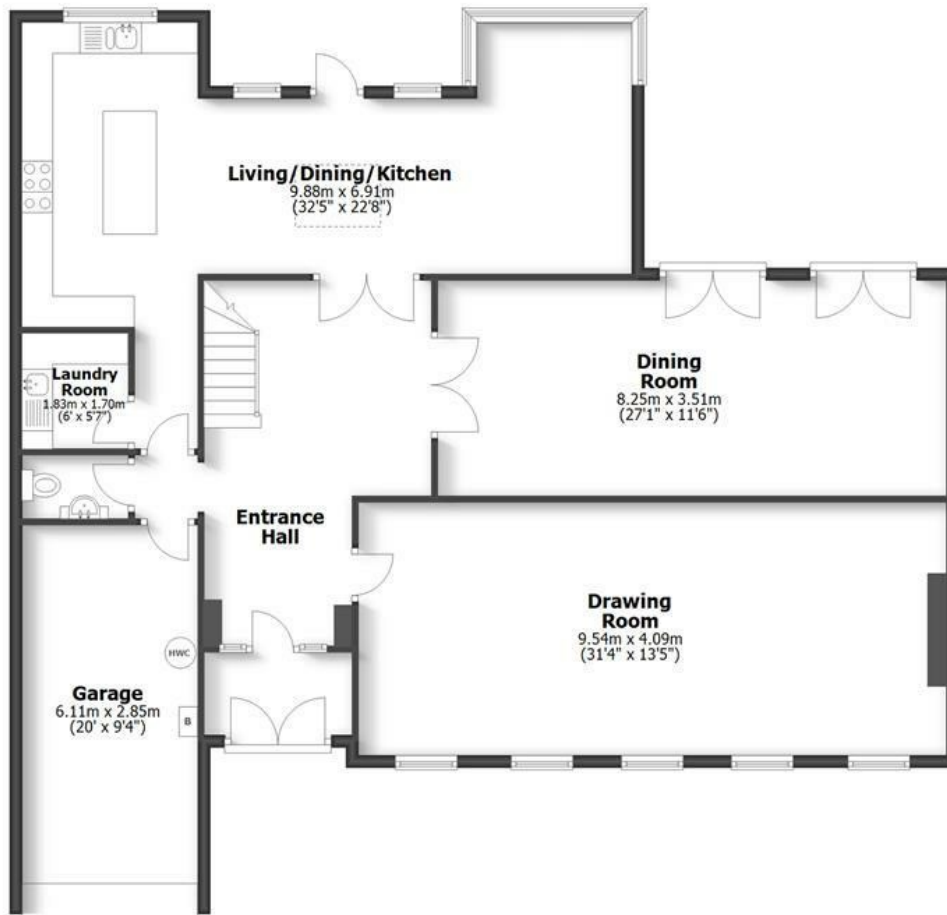 Living/Dining/Kitchen
9.88m x 6.91m
(32'5" x 22'8")
Laundry
Room
1.83m x 1.70m
(6' x 5'7")
Dining
Room
8.25m x 3.51m
(27'1" x 11'6")
Entrance
Hall
Drawing
Room
9.54m x 4.09m
(31'4" x 13'5")
HWC
Garage
6.11m x 2.85m
(20' x 9'4")
B